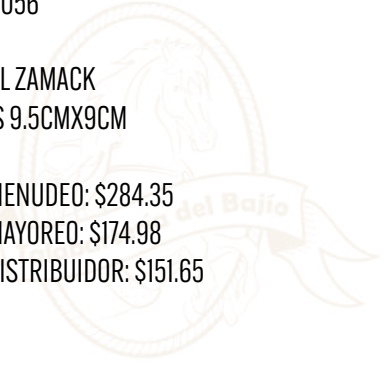 056
L ZAMACK
S 9.5CMX9CM
MENUDEO: $284.35
del Bajío
MAYOREO: $174.98
DISTRIBUIDOR: $151.65